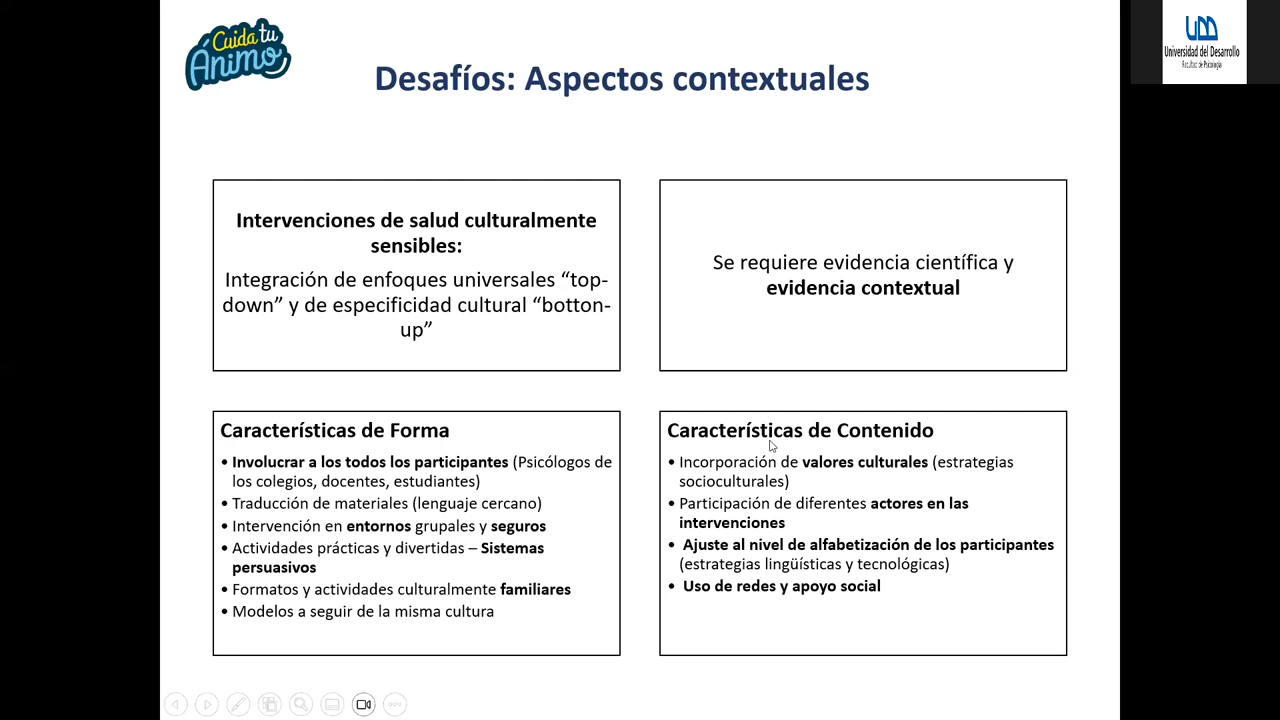 Cuida tu
Ánimo
Desafíos: Aspectos contextuales
UDD
Universidad del Desarrollo
Facultad de Psicología
Intervenciones de salud culturalmente
sensibles:
Integración de enfoques universales “top-
down” y de especificidad cultural “botton-
up”
Se requiere evidencia científica y
evidencia contextual
Características de Forma
• Involucrar a los todos los participantes (Psicólogos de
los colegios, docentes, estudiantes)
• Traducción de materiales (lenguaje cercano)
• Intervención en entornos grupales y seguros
• Actividades prácticas y divertidas – Sistemas
persuasivos
• Formatos y actividades culturalmente familiares
• Modelos a seguir de la misma cultura
Características de Contenido
• Incorporación de valores culturales (estrategias
socioculturales)
• Participación de diferentes actores en las
intervenciones
• Ajuste al nivel de alfabetización de los participantes
(estrategias lingüísticas y tecnológicas)
• Uso de redes y apoyo social